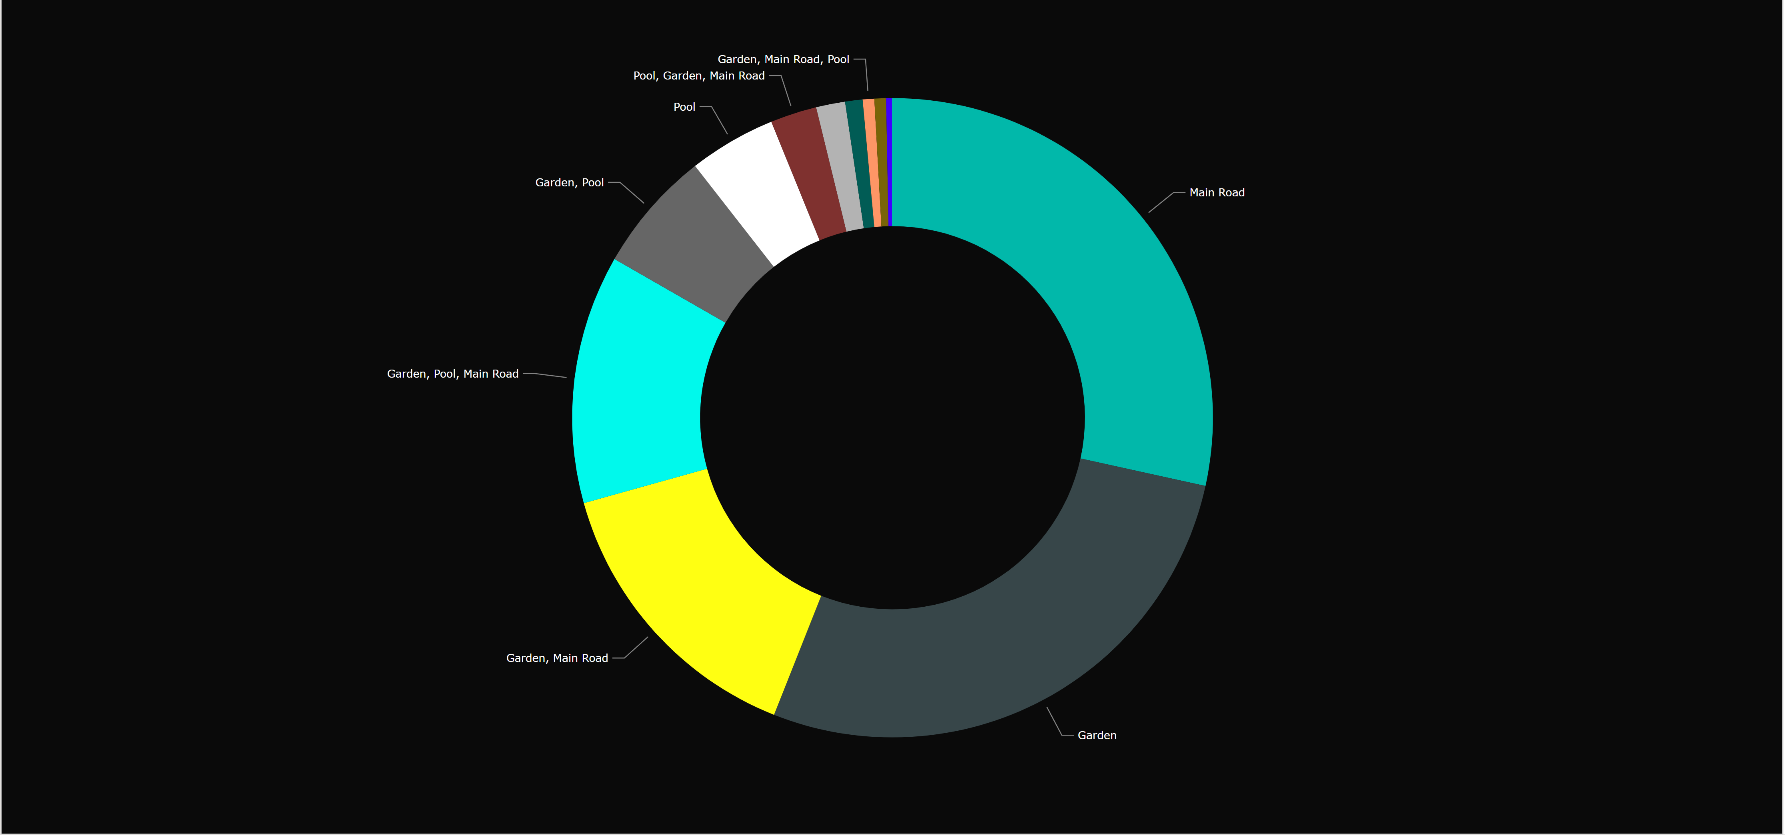 Garden, Main Road, Pool
Pool, Garden, Main Road
Pool
Garden, Pool
Main Road
Garden, Pool, Main Road
Garden, Main Road
Garden